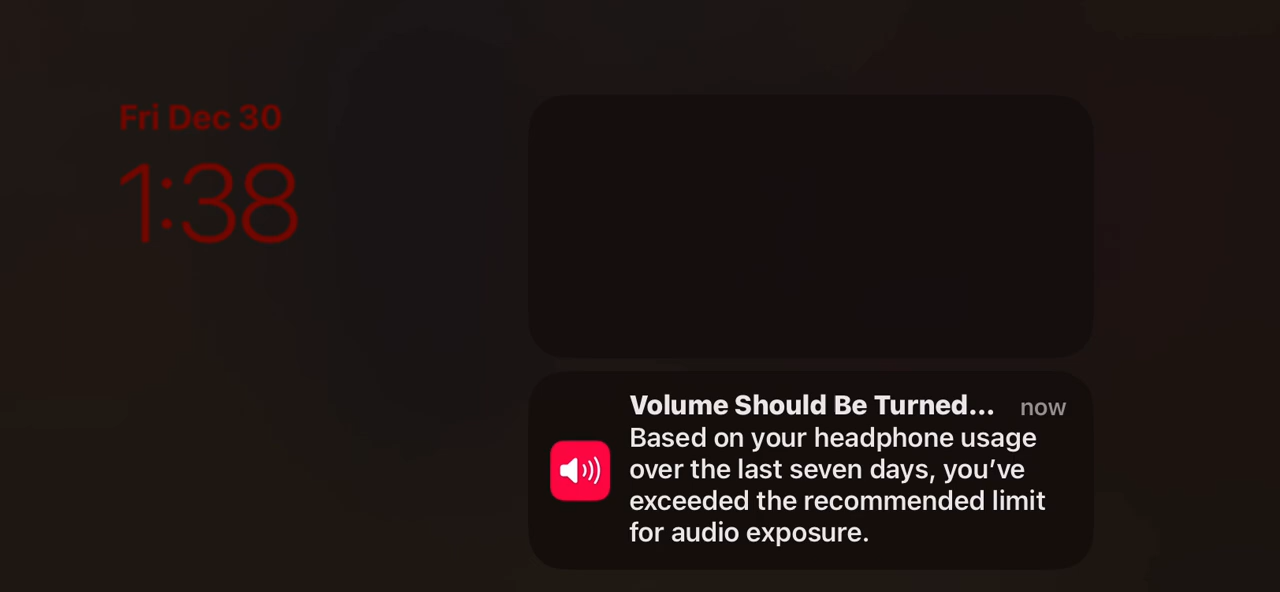 Fri Dec 30
1:38
Volume Should Be Turned... now
Based on your headphone usage
over the last seven days, you’ve
exceeded the recommended limit
for audio exposure.